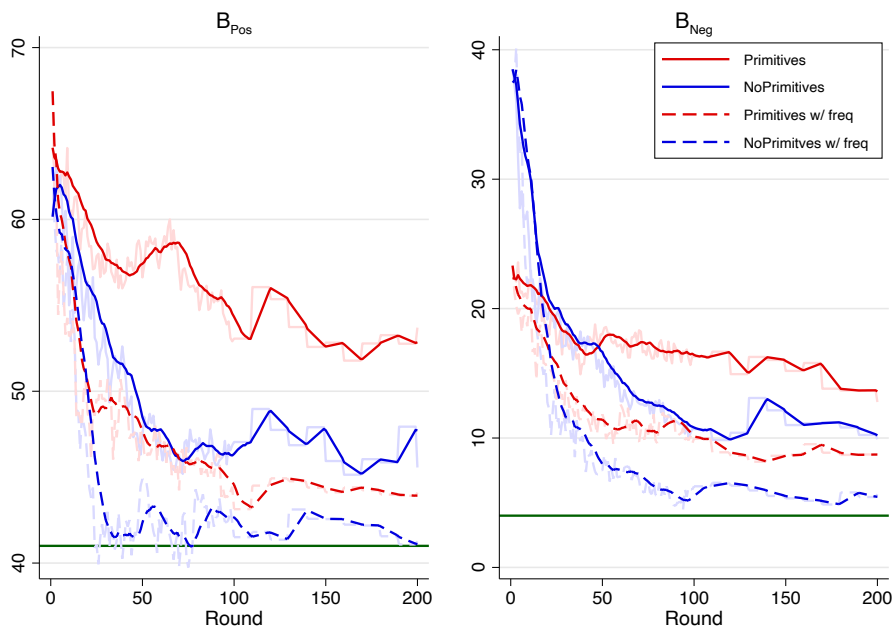 B_Pos
70
60
50
40
0
50
100
150
200
Round
B_Neg
40
30
20
10
0
0
50
100
150
200
Round
Primitives
NoPrimitives
Primitives w/ freq
NoPrimitves w/ freq